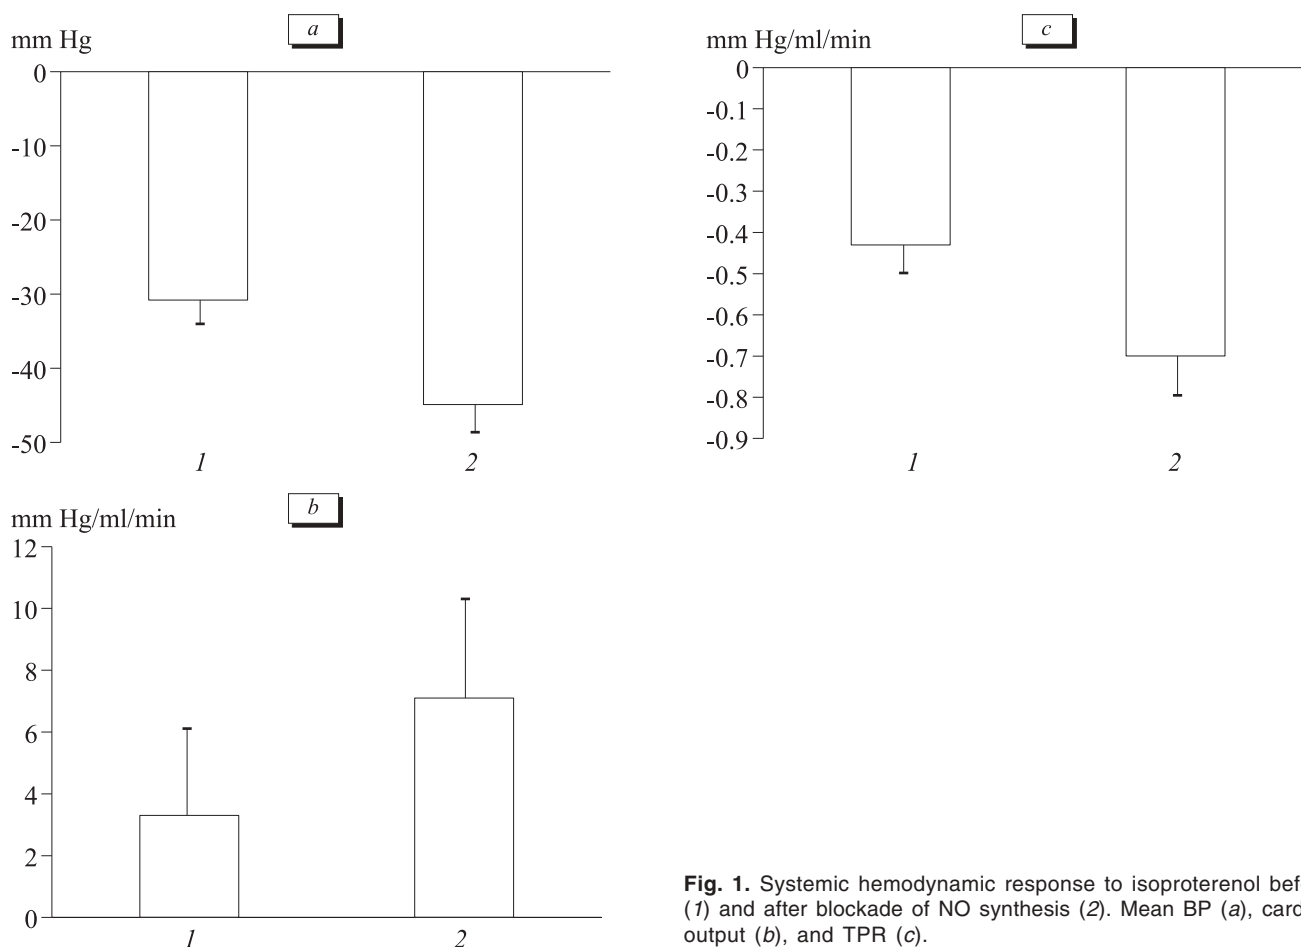 a
mm Hg
0
-10
-20
-30
-40
-50
1 2
c
mm Hg/ml/min
0
-0.1
-0.2
-0.3
-0.4
-0.5
-0.6
-0.7
-0.8
-0.9
1 2
b
mm Hg/ml/min
12
10
8
6
4
2
0
1 2
Fig. 1. Systemic hemodynamic response to isoproterenol
(1) and after blockade of NO synthesis (2). Mean BP (a),
output (b), and TPR (c).